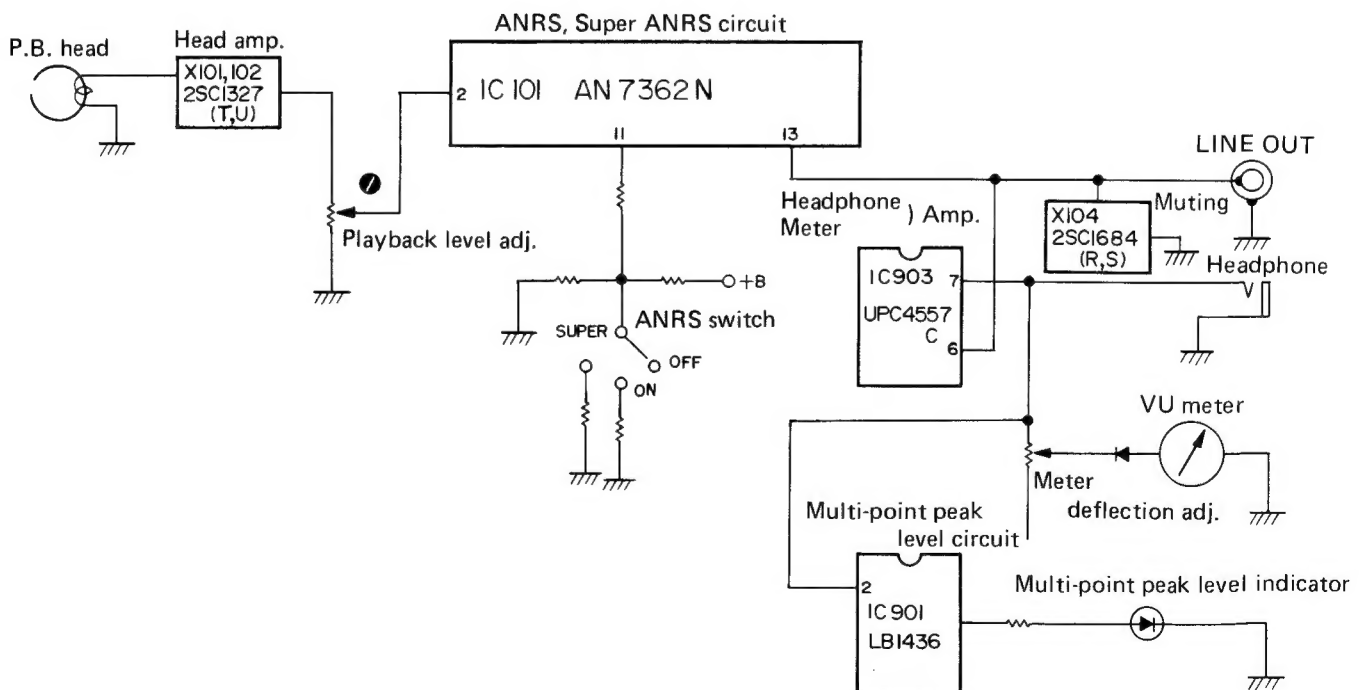 ANRS, Super ANRS circuit
P.B. head
Head amp.
X101,102
2SC1327
(T,U)
2 IC 101 AN 7362 N
11
13
Playback level adj.
LINE OUT
Headphone
Meter
) Amp.
Muting
X104
2SC1684
(R,S)
Headphone
IC903 7
UPC4557
C
6
+B
ANRS switch
SUPER
OFF
ON
VU meter
Meter
deflection adj.
Multi-point peak
level circuit
2
IC 901
LB1436
Multi-point peak level indicator